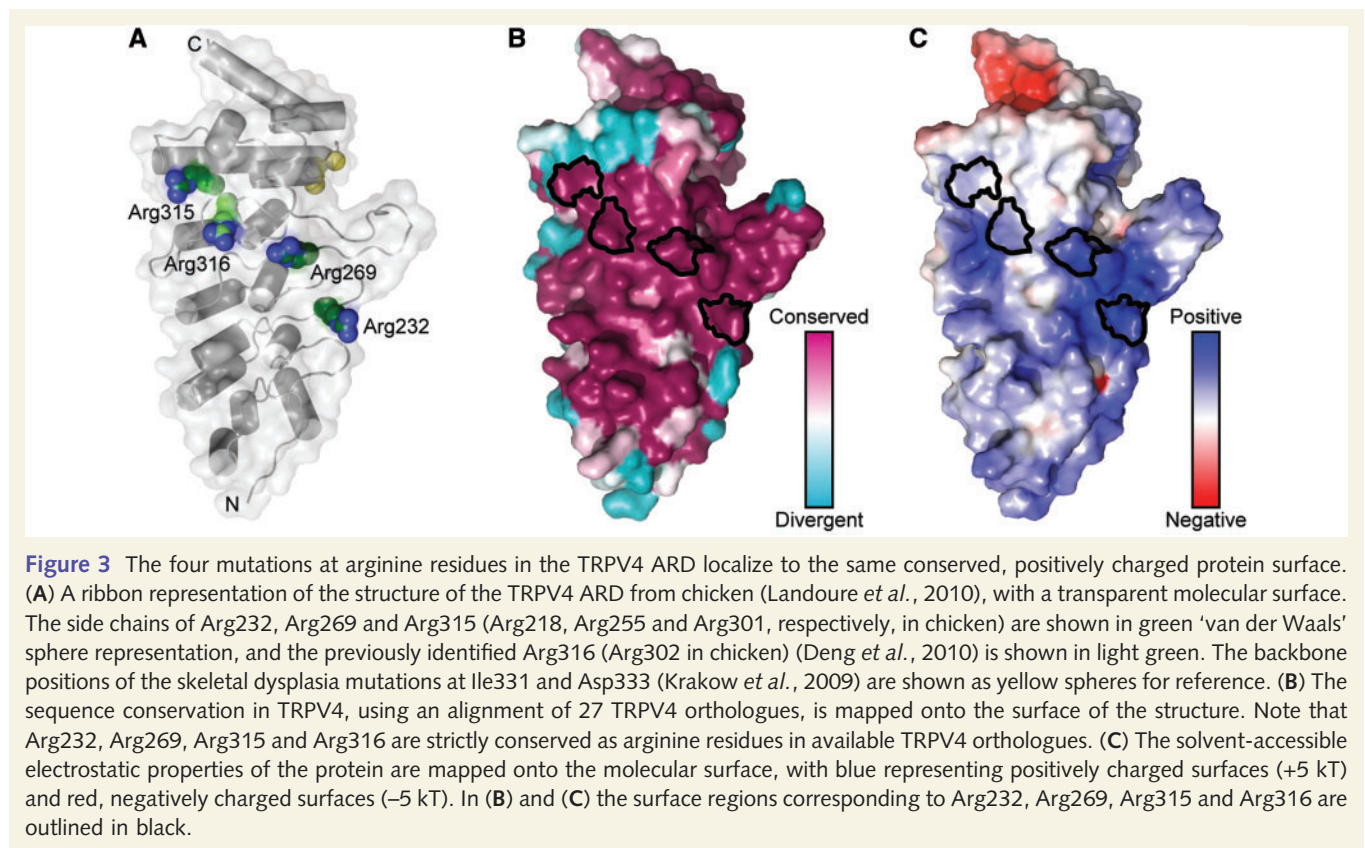 A
B
C
C
Arg315
Arg316
Arg269
Arg232
N
Conserved
Divergent
Positive
Negative
Figure 3 The four mutations at arginine residues in the TRPV4 ARD localize to the same conserved, positively charged protein surface.
(A) A ribbon representation of the structure of the TRPV4 ARD from chicken (Landoure et al., 2010), with a transparent molecular surface.
The side chains of Arg232, Arg269 and Arg315 (Arg218, Arg255 and Arg301, respectively, in chicken) are shown in green ‘van der Waals’
sphere representation, and the previously identified Arg316 (Arg302 in chicken) (Deng et al., 2010) is shown in light green. The backbone
positions of the skeletal dysplasia mutations at Ile331 and Asp333 (Krakow et al., 2009) are shown as yellow spheres for reference. (B) The
sequence conservation in TRPV4, using an alignment of 27 TRPV4 orthologues, is mapped onto the surface of the structure. Note that
Arg232, Arg269, Arg315 and Arg316 are strictly conserved as arginine residues in available TRPV4 orthologues. (C) The solvent-accessible
electrostatic properties of the protein are mapped onto the molecular surface, with blue representing positively charged surfaces (+5 kT)
and red, negatively charged surfaces (–5 kT). In (B) and (C) the surface regions corresponding to Arg232, Arg269, Arg315 and Arg316 are
outlined in black.